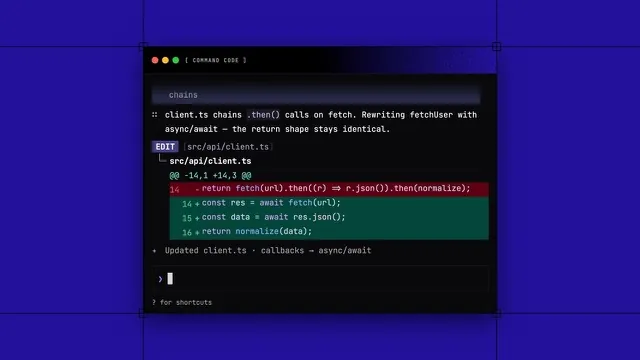 [ COMMAND CODE ]
chains
client.ts chains .then() calls on fetch. Rewriting fetchUser with
async/await — the return shape stays identical.
EDIT [src/api/client.ts]
src/api/client.ts
@@ -14,1 +14,3 @@
14 - return fetch(url).then((r) => r.json()).then(normalize);
14 + const res = await fetch(url);
15 + const data = await res.json();
16 + return normalize(data);
Updated client.ts · callbacks → async/await
❯
? for shortcuts